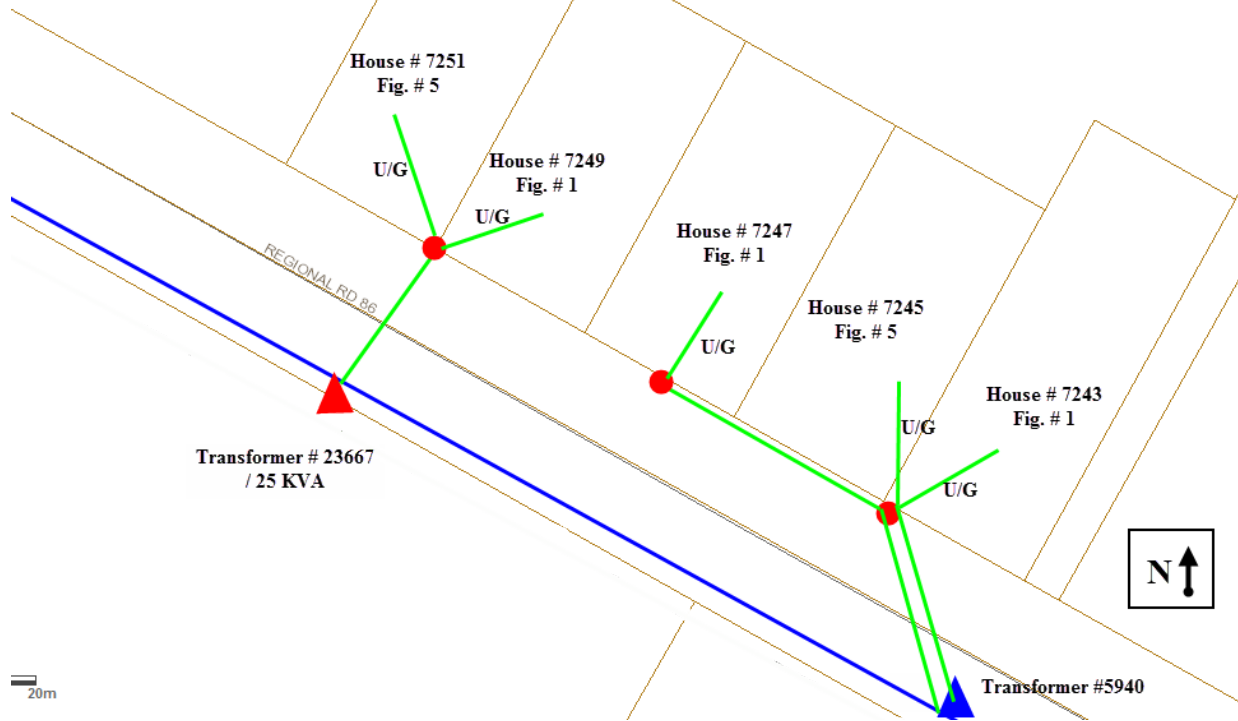 House # 7251
Fig. # 5
U/G
House # 7249
Fig. # 1
U/G
House # 7247
Fig. # 1
U/G
House # 7245
Fig. # 5
U/G
House # 7243
Fig. # 1
U/G
REGIONAL RD 86
Transformer # 23667
/ 25 KVA
N
Transformer #5940
20m